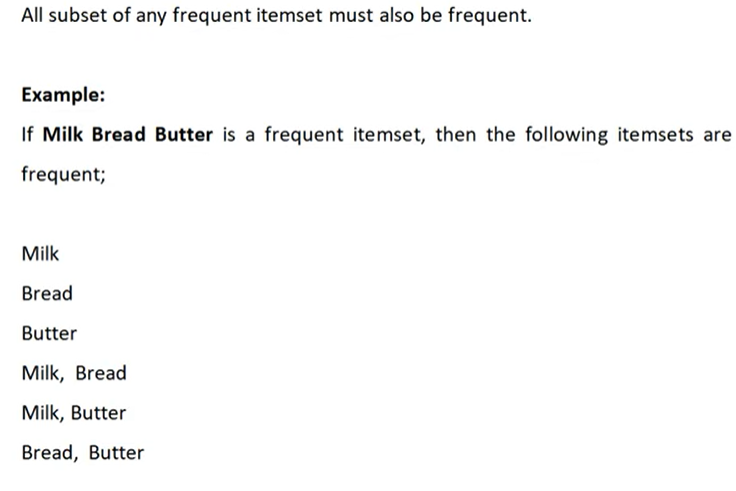 All subset of any frequent itemset must also be frequent.
Example:
If Milk Bread Butter is a frequent itemset, then the following itemsets are
frequent;
Milk
Bread
Butter
Milk, Bread
Milk, Butter
Bread, Butter